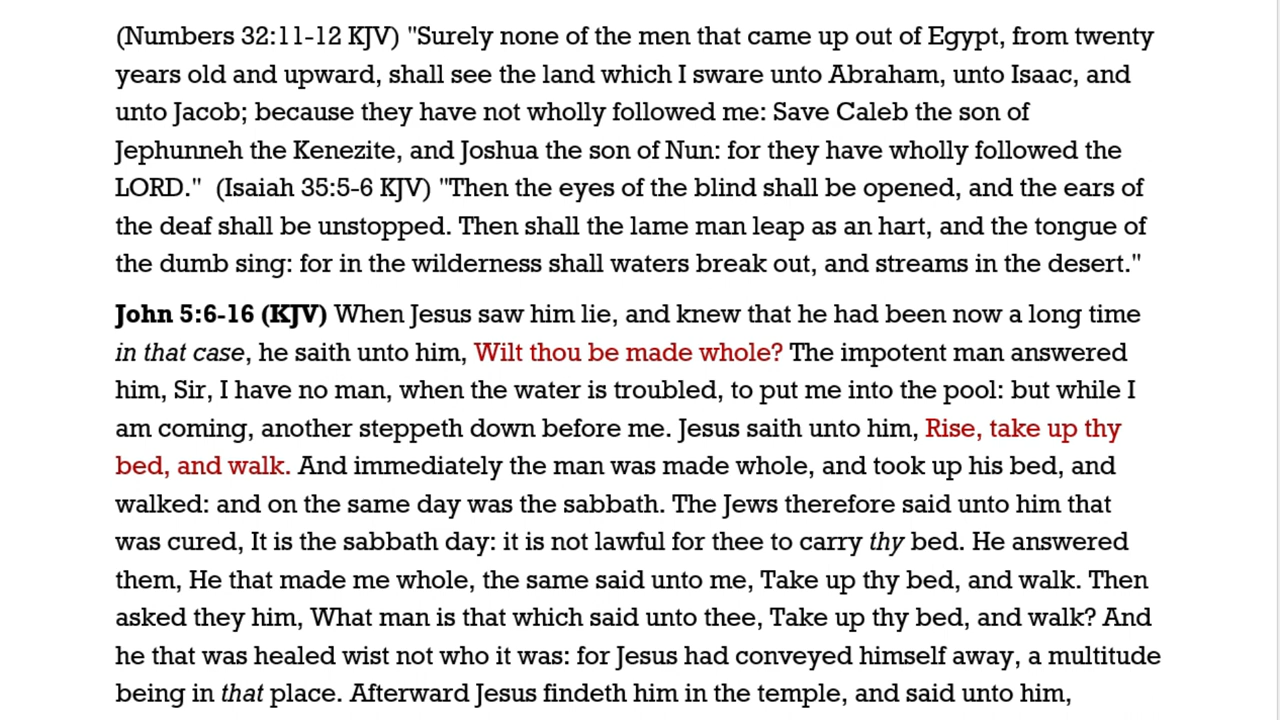 (Numbers 32:11-12 KJV) "Surely none of the men that came up out of Egypt, from twenty
years old and upward, shall see the land which I sware unto Abraham, unto Isaac, and
unto Jacob; because they have not wholly followed me: Save Caleb the son of
Jephunneh the Kenezite, and Joshua the son of Nun: for they have wholly followed the
LORD."  (Isaiah 35:5-6 KJV) "Then the eyes of the blind shall be opened, and the ears of
the deaf shall be unstopped. Then shall the lame man leap as an hart, and the tongue of
the dumb sing: for in the wilderness shall waters break out, and streams in the desert."
John 5:6-16 (KJV) When Jesus saw him lie, and knew that he had been now a long time
in that case, he saith unto him, Wilt thou be made whole? The impotent man answered
him, Sir, I have no man, when the water is troubled, to put me into the pool: but while I
am coming, another steppeth down before me. Jesus saith unto him, Rise, take up thy
bed, and walk. And immediately the man was made whole, and took up his bed, and
walked: and on the same day was the sabbath. The Jews therefore said unto him that
was cured, It is the sabbath day: it is not lawful for thee to carry thy bed. He answered
them, He that made me whole, the same said unto me, Take up thy bed, and walk. Then
asked they him, What man is that which said unto thee, Take up thy bed, and walk? And
he that was healed wist not who it was: for Jesus had conveyed himself away, a multitude
being in that place. Afterward Jesus findeth him in the temple, and said unto him,